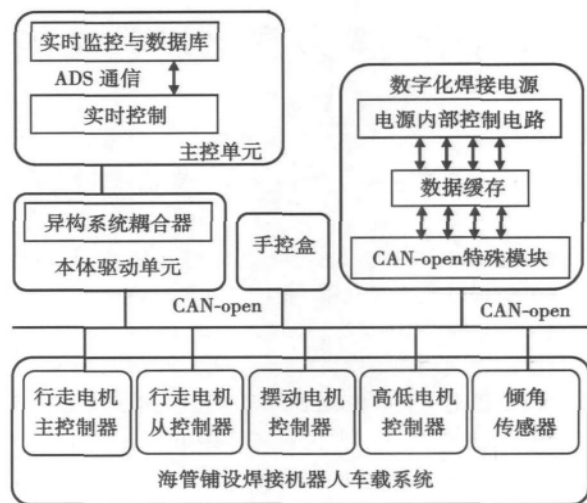 实时监控与数据库
ADS 通信
实时控制
主控单元
异构系统耦合器
本体驱动单元
手控盒
数字化焊接电源
电源内部控制电路
数据缓存
CAN-open特殊模块
CAN-open
CAN-open
行走电机
主控制器
行走电机
从控制器
摆动电机
控制器
高低电机
控制器
倾角
传感器
海管铺设焊接机器人车载系统